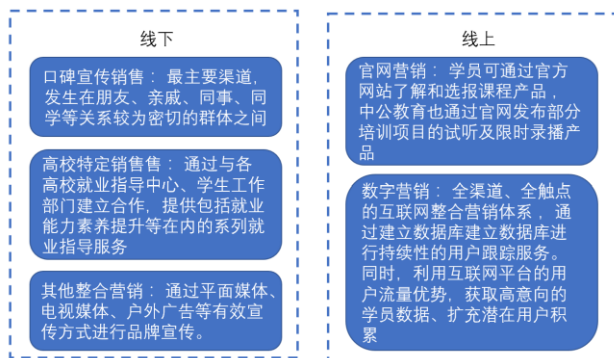 线下
口碑宣传销售：最主要渠道，
发生在朋友、亲戚、同事、同
学等关系较为密切的群体之间
高校特定销售售：通过与各
高校就业指导中心、学生工作
部门建立合作，提供包括就业
能力素养提升等在内的系列就
业指导服务
其他整合营销：通过平面媒体、
电视媒体、户外广告等有效宣
传方式进行品牌宣传。
线上
官网营销：学员可通过官方
网站了解和选报课程产品，
中公教育也通过官网发布部分
培训项目的试听及限时录播产
品
数字营销：全渠道、全触点
的互联网整合营销体系，通
过建立数据库建立数据库进
行持续性的用户跟踪服务。
同时，利用互联网平台的用
户流量优势，获取高意向的
学员数据、扩充潜在用户积
累